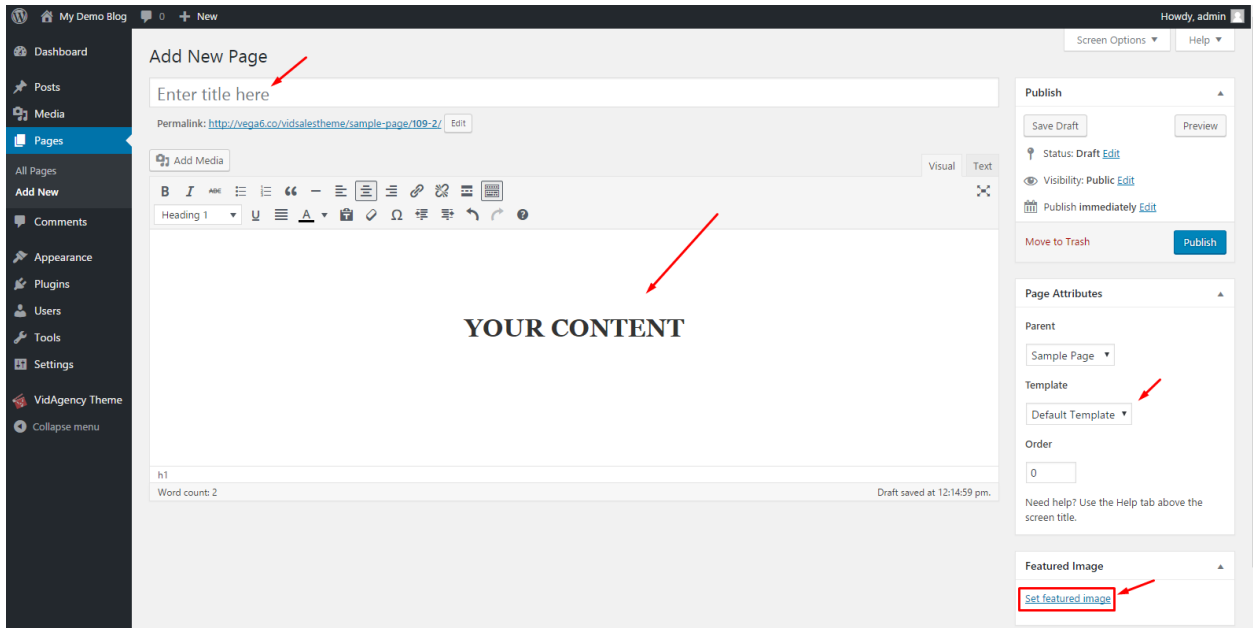 My Demo Blog 0 + New Howdy, admin
Dashboard
Posts
Media
Pages
All Pages
Add New
Comments
Appearance
Plugins
Users
Tools
Settings
VidAgency Theme
Collapse menu
Screen Options ▼ Help ▼
Add New Page
Enter title here
Permalink: http://vega6.co/vidsalestheme/sample-page/109-2/ Edit
Add Media
Visual Text
B I ABC
Heading 1 ▼ U A ▼ Ω
YOUR CONTENT
h1
Word count: 2 Draft saved at 12:14:59 pm.
Publish
Save Draft Preview
Status: Draft Edit
Visibility: Public Edit
Publish immediately Edit
Move to Trash Publish
Page Attributes
Parent
Sample Page ▼
Template
Default Template ▼
Order
0
Need help? Use the Help tab above the
screen title.
Featured Image
Set featured image